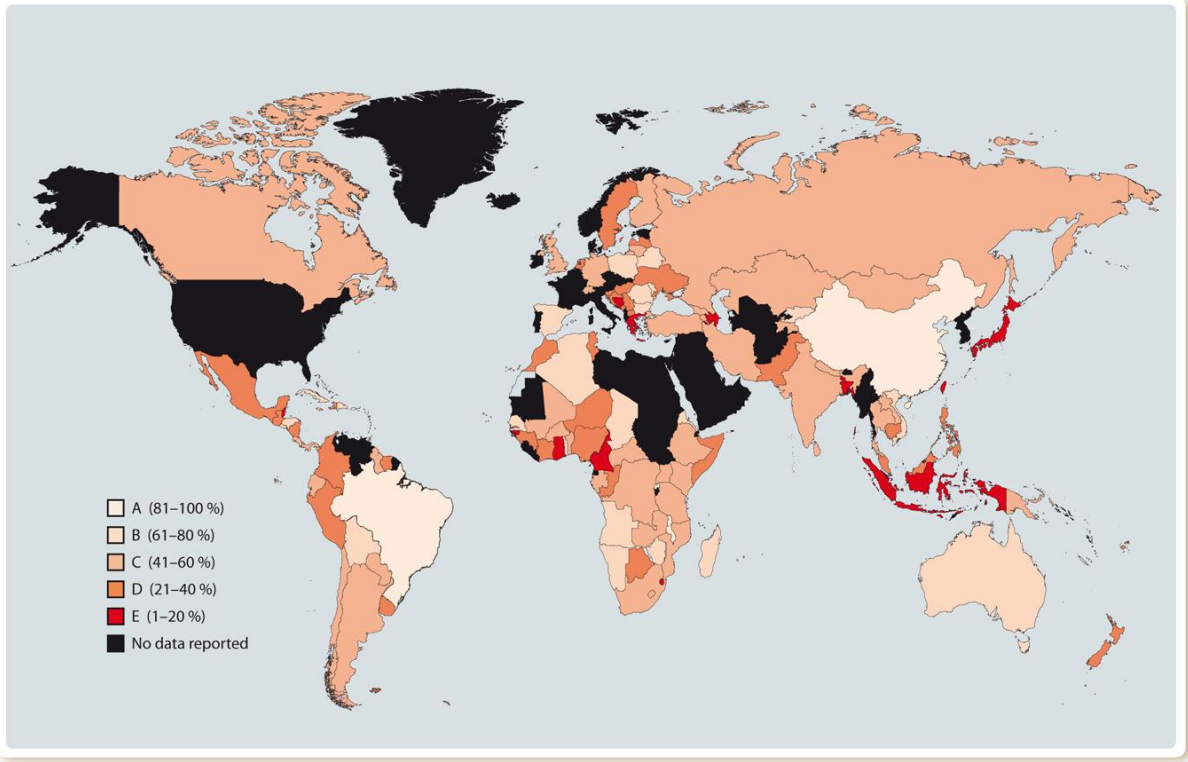 A (81–100 %)
B (61–80 %)
C (41–60 %)
D (21–40 %)
E (1–20 %)
No data reported